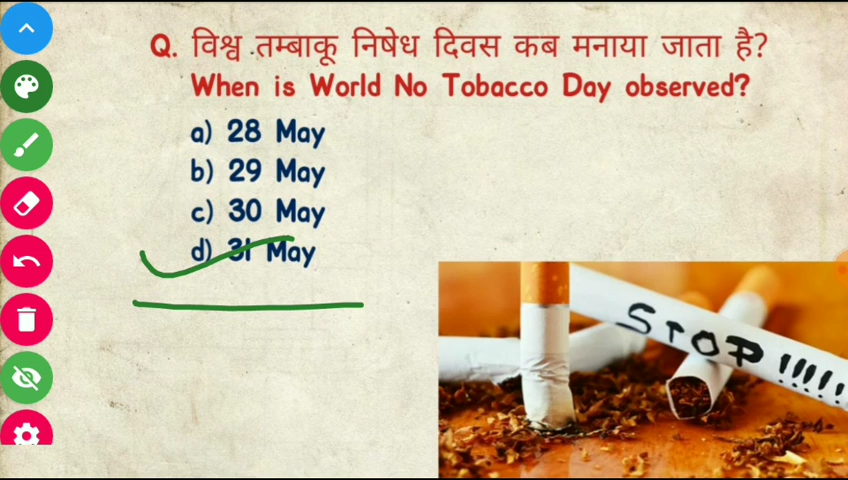 Q. विश्व तम्बाकू निषेध दिवस कब मनाया जाता है?
When is World No Tobacco Day observed?
a) 28 May
b) 29 May
c) 30 May
d) 31 May
STOP !!!!!